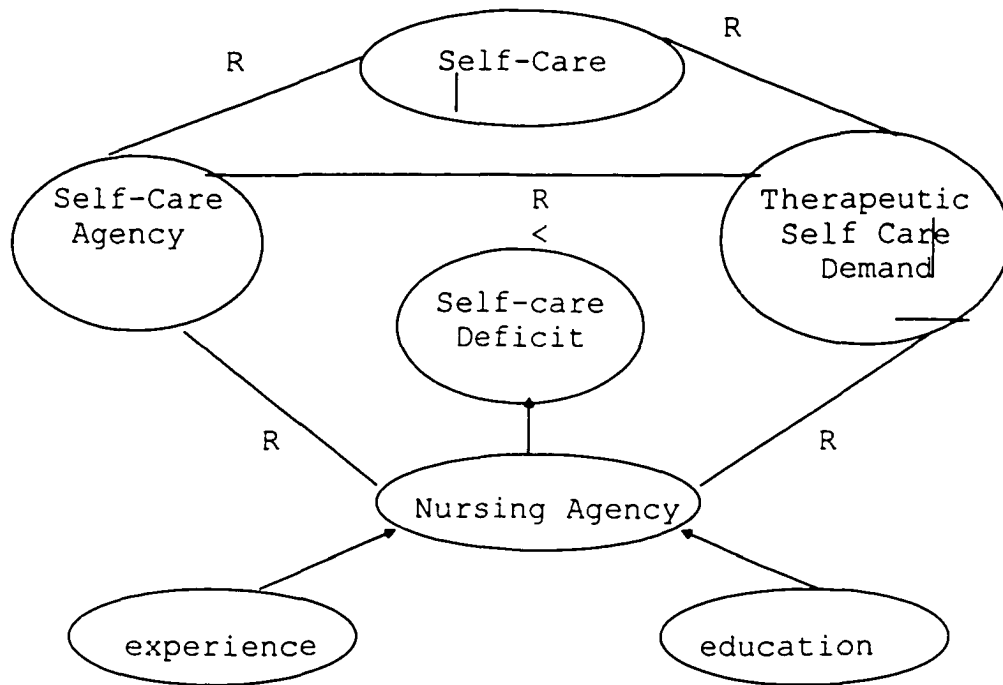 R
R
Self-Care
Self-Care
Agency
R
<
Therapeutic
Self Care
Demand
Self-care
Deficit
R
R
Nursing Agency
experience
education